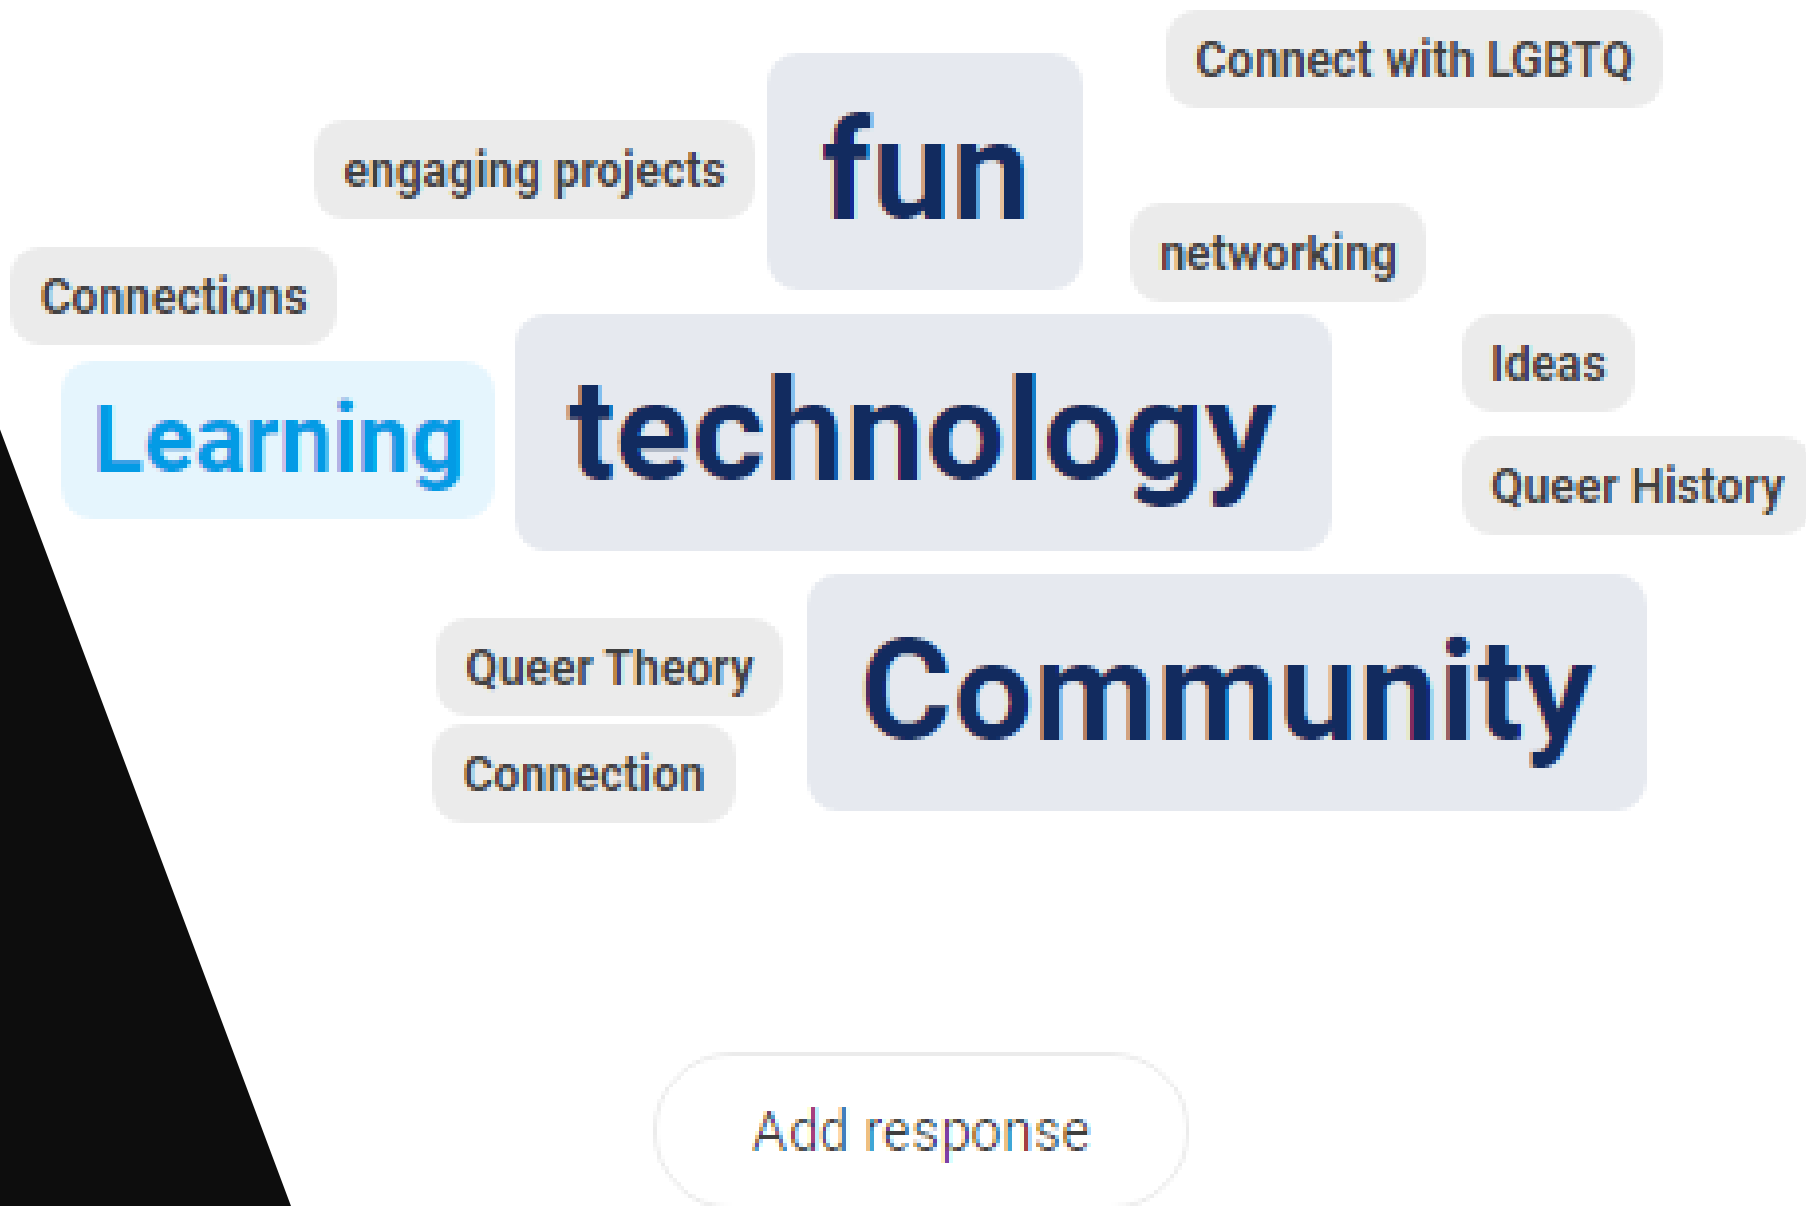 Connect with LGBTQ
fun
engaging projects
networking
Connections
Ideas
Learning
technology
Queer History
Queer Theory
Community
Connection
Add response